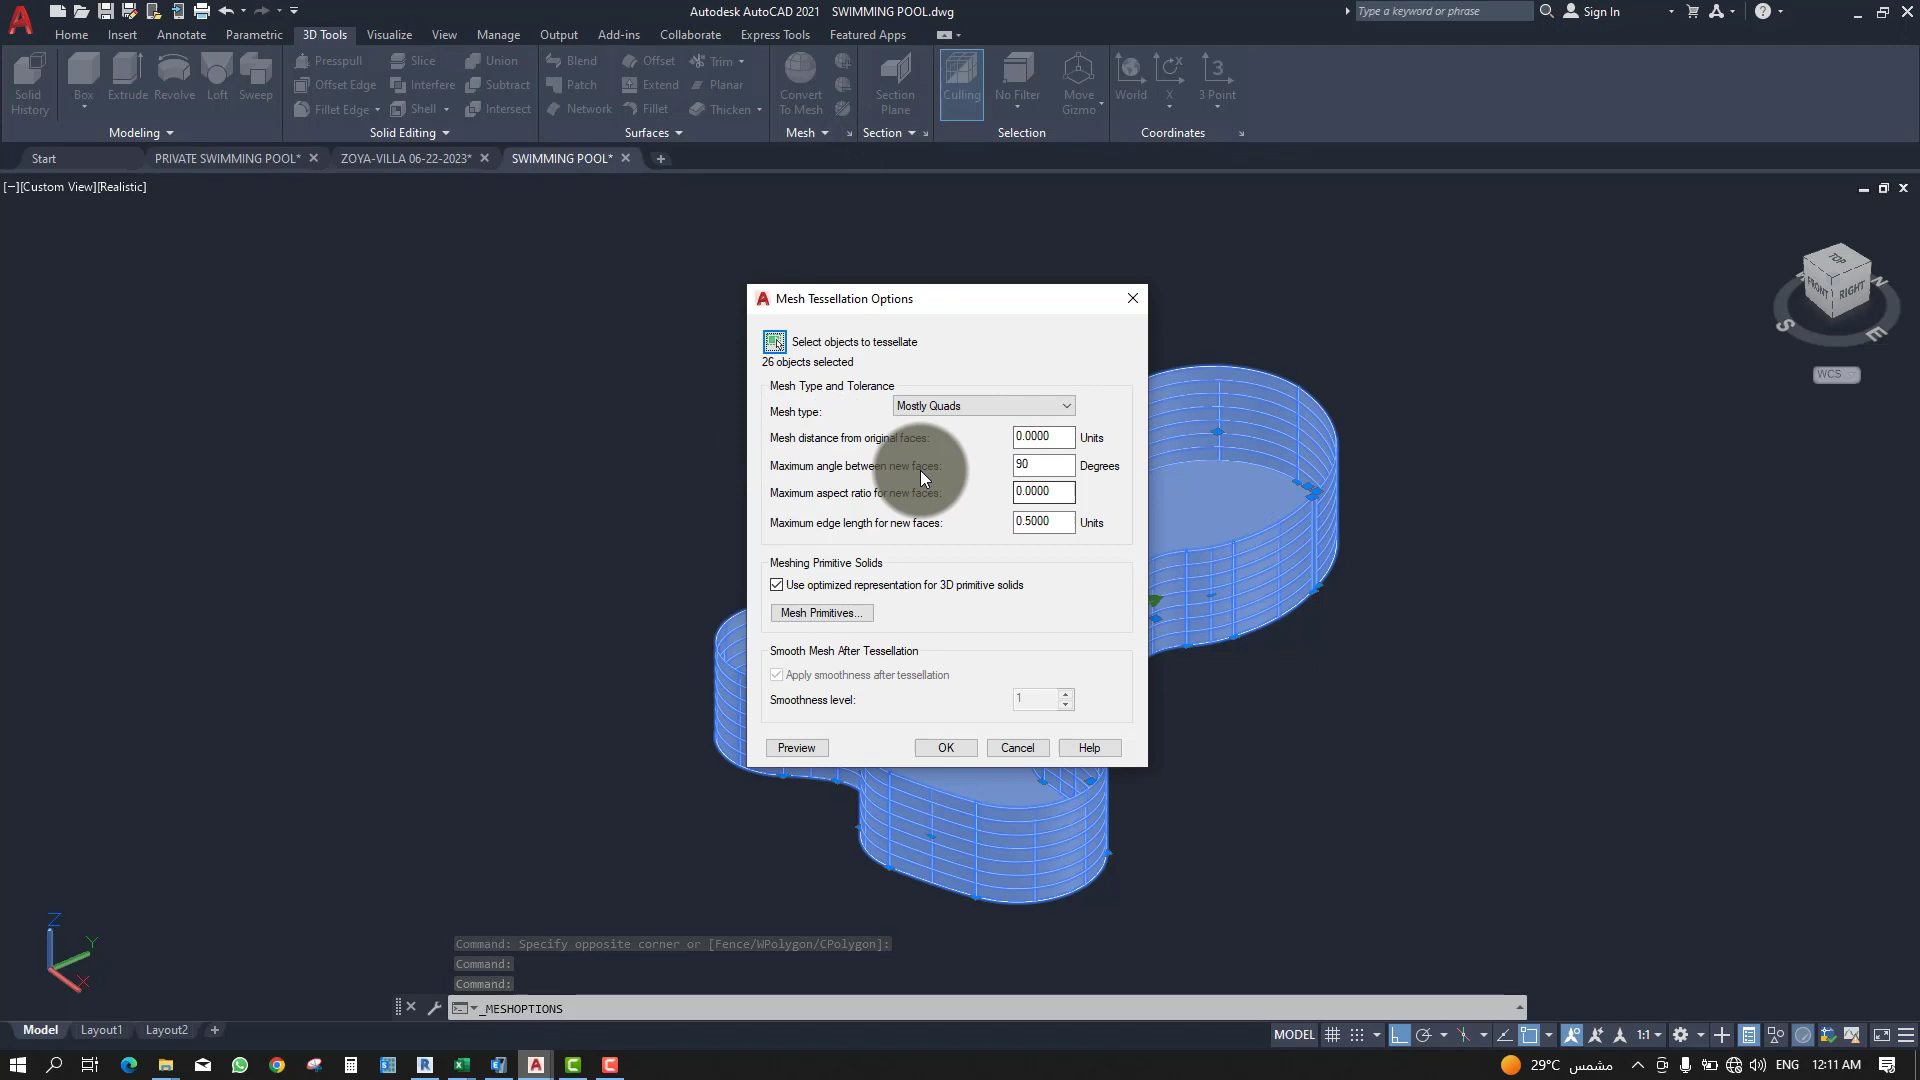 Autodesk AutoCAD 2021 SWIMMING POOL.dwg
Type a keyword or phrase
Sign In
Home Insert Annotate Parametric 3D Tools Visualize View Manage Output Add-ins Collaborate Express Tools Featured Apps
Solid History
Box
Extrude
Revolve
Loft
Sweep
Presspull
Offset Edge
Fillet Edge
Modeling
Slice
Interfere
Shell
Union
Subtract
Intersect
Solid Editing
Blend
Patch
Network
Offset
Extend
Fillet
Trim
Planar
Thicken
Surfaces
Convert To Mesh
Mesh
Section Plane
Section
Culling
No Filter
Move Gizmo
Selection
World
X
3 Point
Coordinates
Start
PRIVATE SWIMMING POOL*
ZOYA-VILLA 06-22-2023*
SWIMMING POOL*
[−][Custom View][Realistic]
TOP
FRONT
RIGHT
N
S
E
WCS
Mesh Tessellation Options
Select objects to tessellate
26 objects selected
Mesh Type and Tolerance
Mesh type: Mostly Quads
Mesh distance from original faces: 0.0000 Units
Maximum angle between new faces: 90 Degrees
Maximum aspect ratio for new faces: 0.0000
Maximum edge length for new faces: 0.5000 Units
Meshing Primitive Solids
Use optimized representation for 3D primitive solids
Mesh Primitives...
Smooth Mesh After Tessellation
Apply smoothness after tessellation
Smoothness level: 1
Preview OK Cancel Help
Z
Y
X
Command: Specify opposite corner or [Fence/WPolygon/CPolygon]:
Command:
Command:
_MESHOPTIONS
Model Layout1 Layout2
MODEL
1:1
29°C مشمس
ENG
12:11 AM